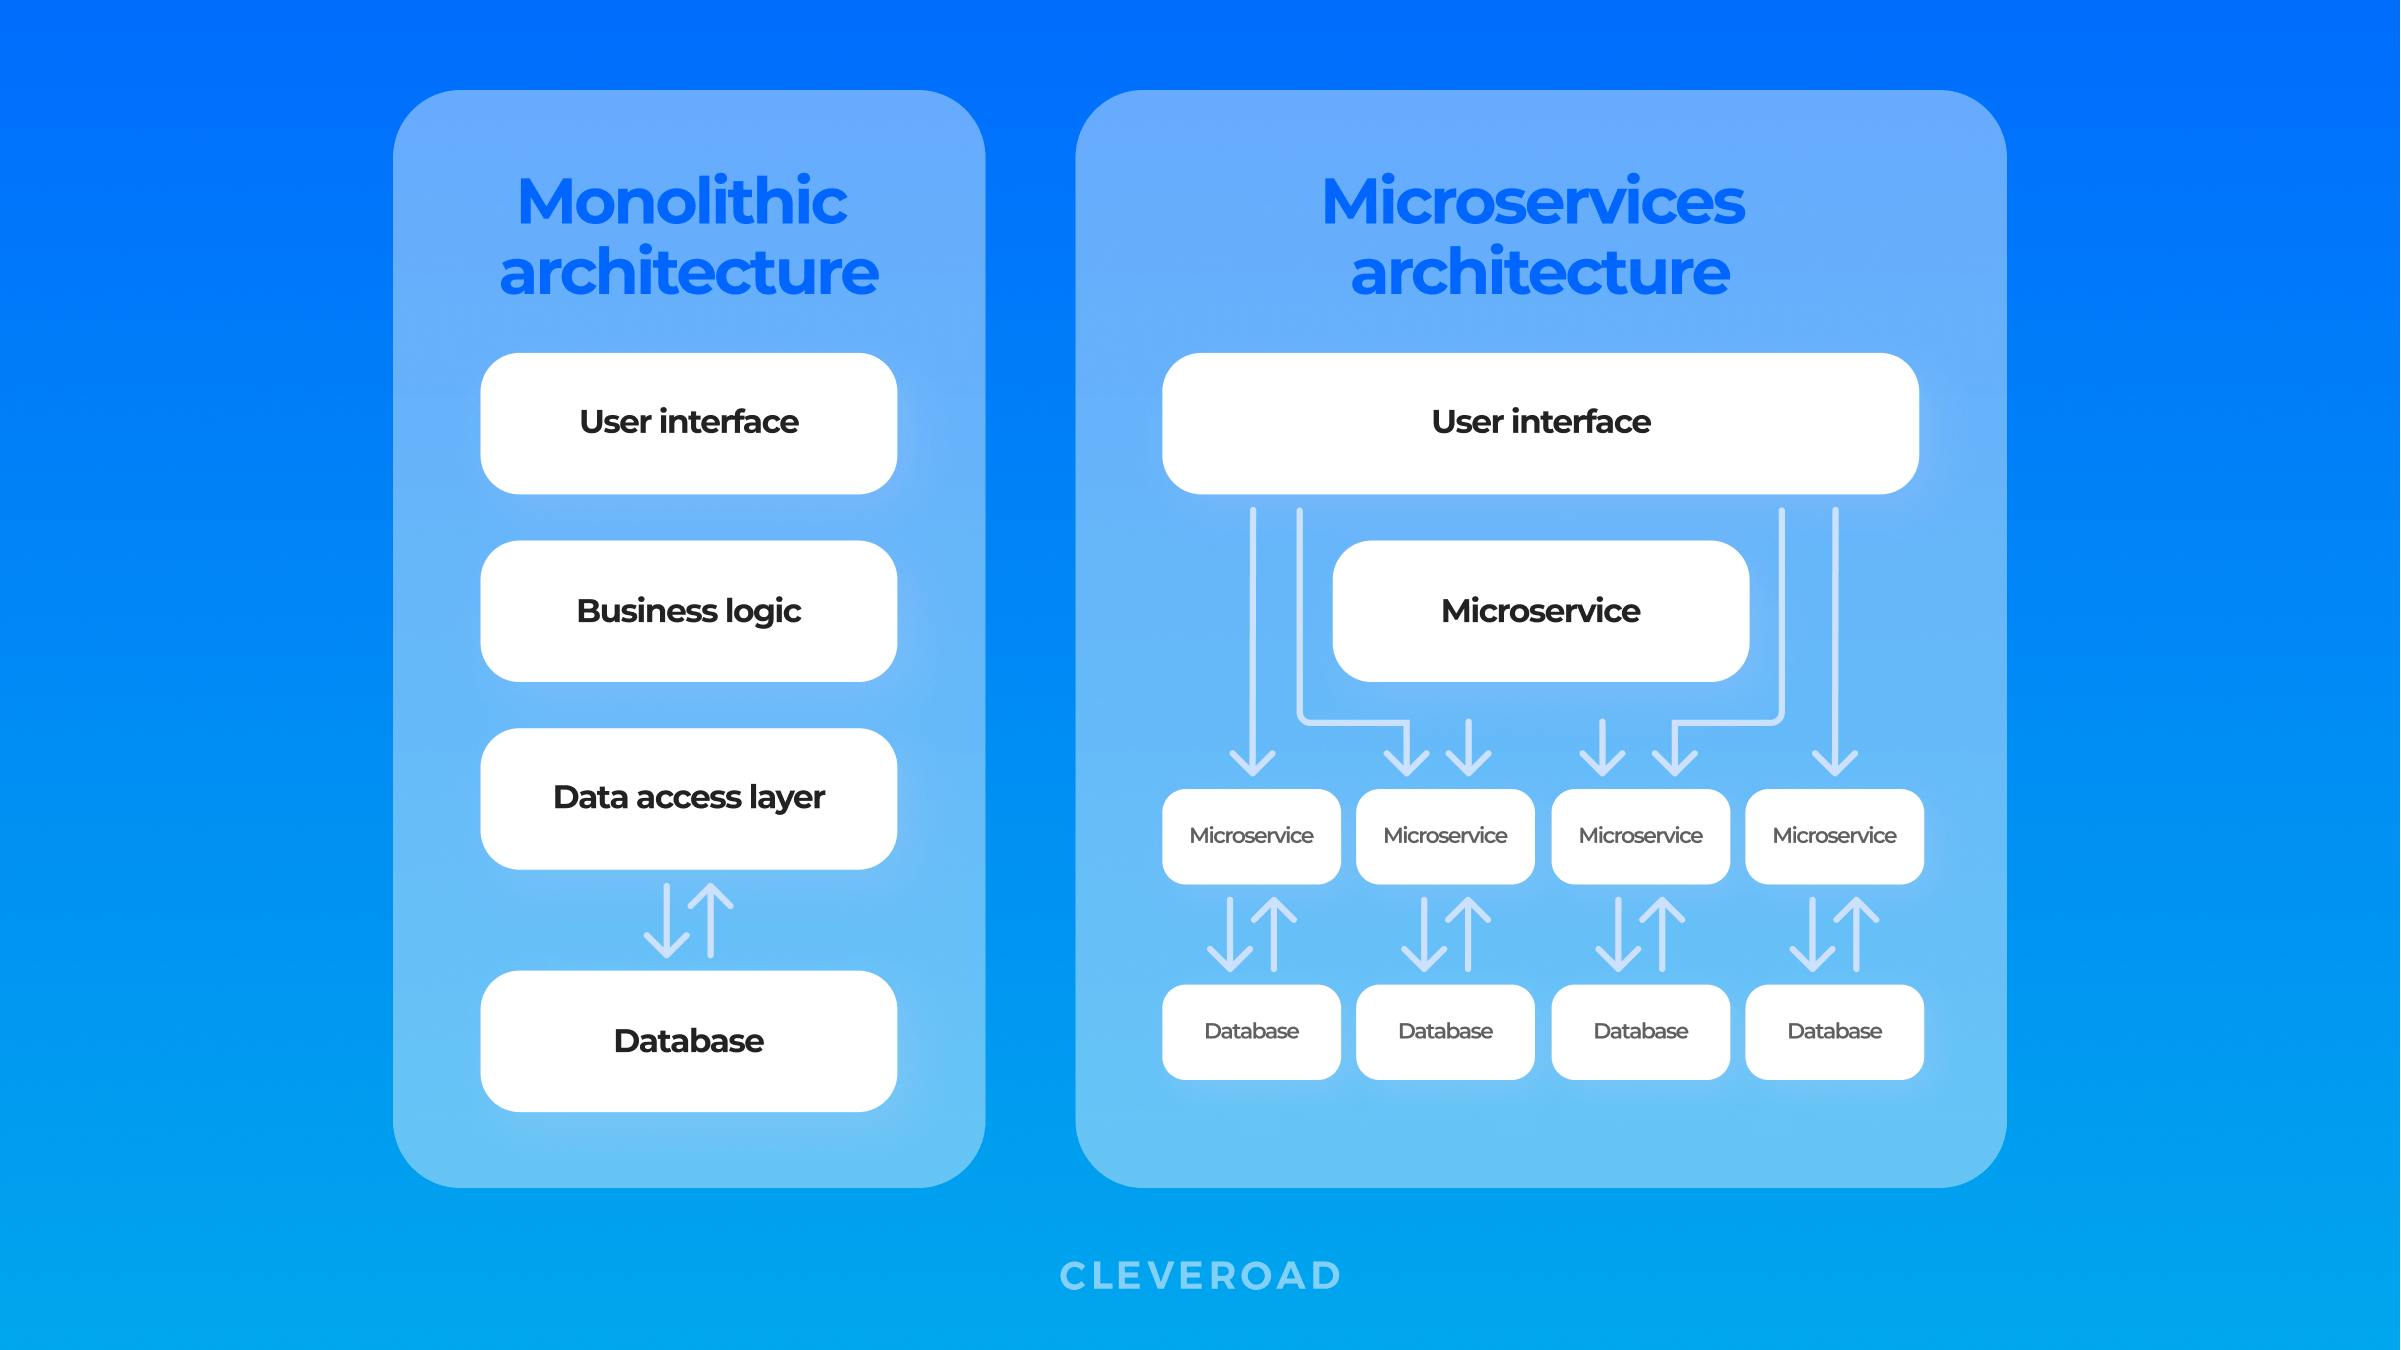 Monolithic
architecture
User interface
Business logic
Data access layer
Database
Microservices
architecture
User interface
Microservice
Microservice
Microservice
Microservice
Microservice
Database
Database
Database
Database
CLEVEROAD